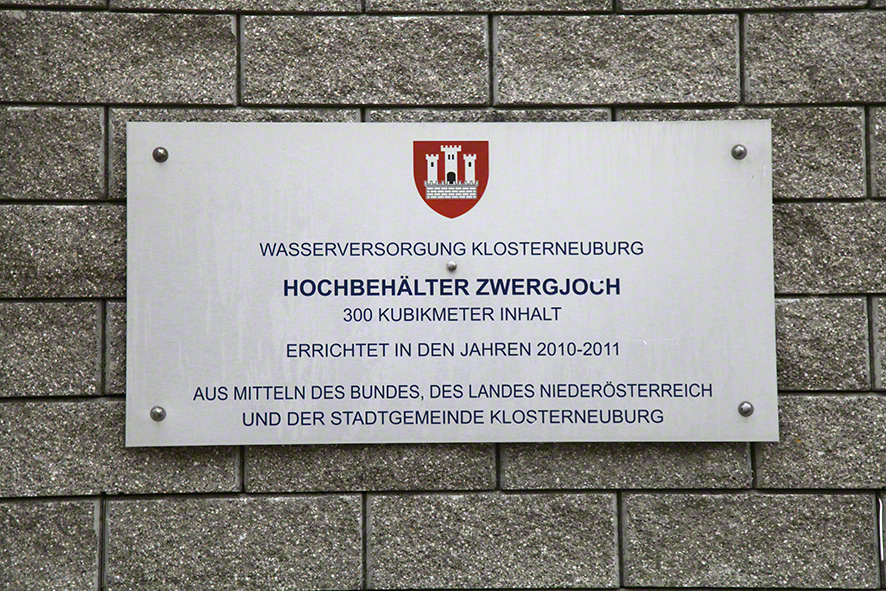 WASSERVERSORGUNG KLOSTERNEUBURG
HOCHBEHÄLTER ZWERGJOCH
300 KUBIKMETER INHALT
ERRICHTET IN DEN JAHREN 2010-2011
AUS MITTELN DES BUNDES, DES LANDES NIEDERÖSTERREICH
UND DER STADTGEMEINDE KLOSTERNEUBURG